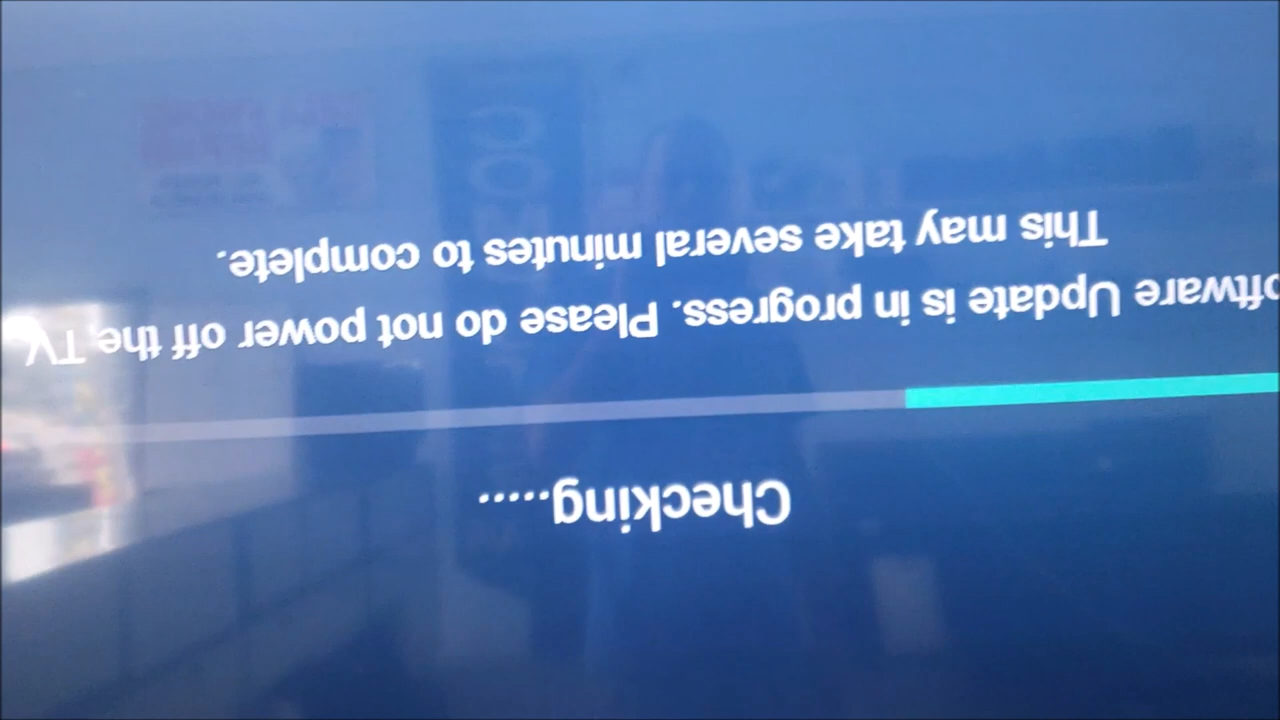 Checking.....
oftware Update is in progress. Please do not power off the TV
This may take several minutes to complete.